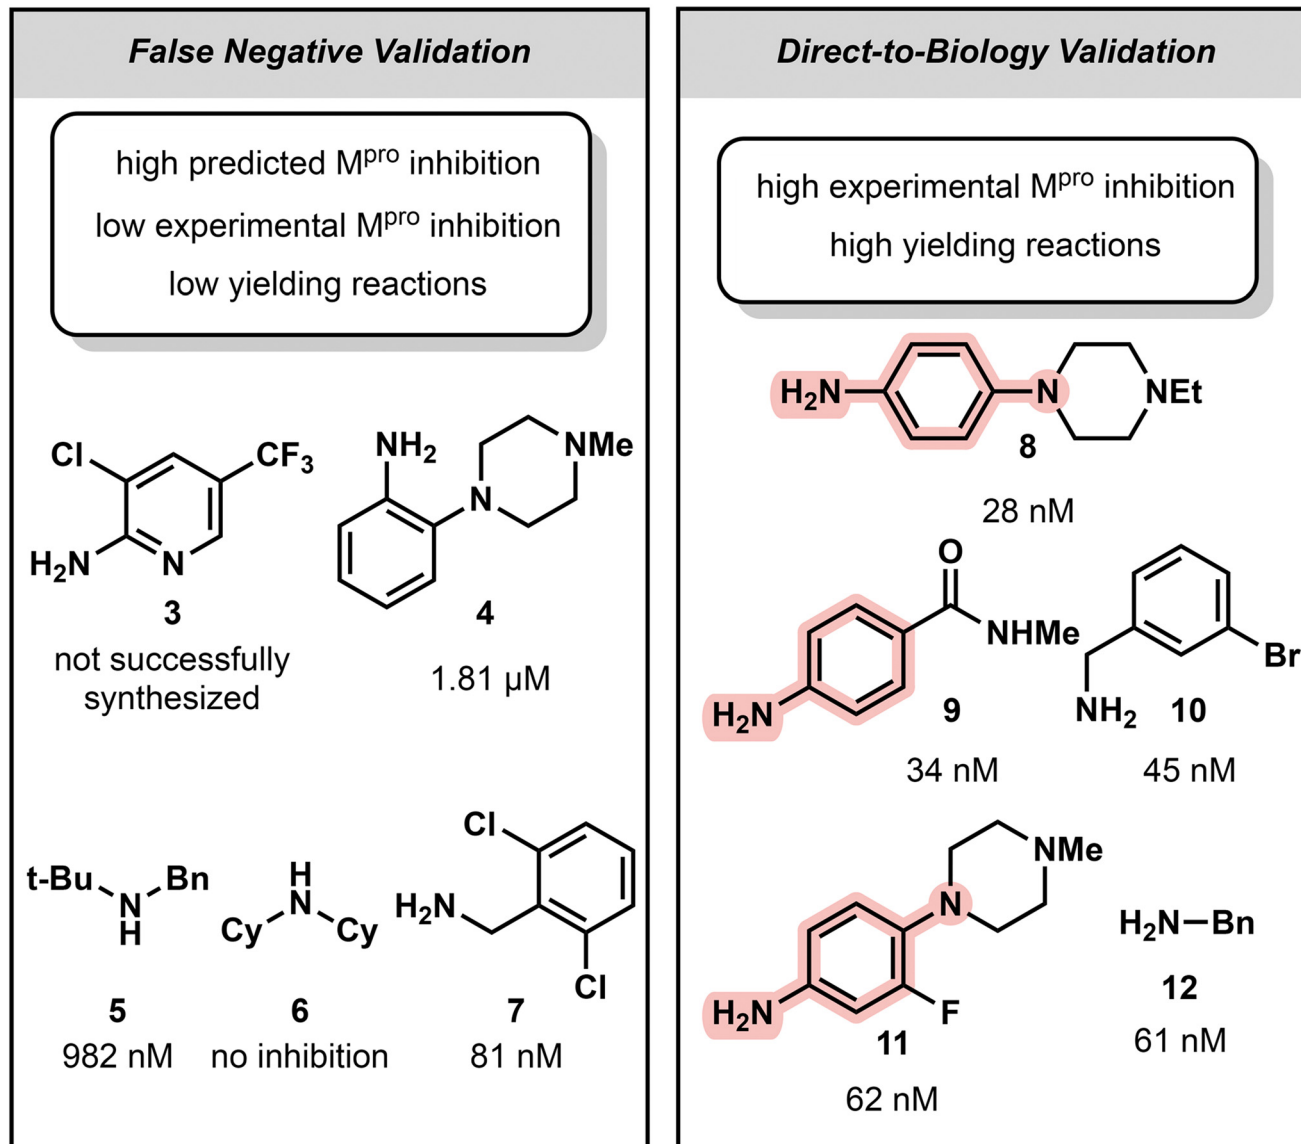 False Negative Validation
high predicted Mpro inhibition
low experimental Mpro inhibition
low yielding reactions
Cl
CF3
H2N
N
3
not successfully
synthesized
NH2
N
NMe
4
1.81 µM
t-Bu
N
H
Bn
5
982 nM
H
N
Cy
Cy
6
no inhibition
Cl
H2N
Cl
7
81 nM
Direct-to-Biology Validation
high experimental Mpro inhibition
high yielding reactions
H2N
N
NEt
8
28 nM
O
NHMe
H2N
9
34 nM
Br
NH2
10
45 nM
NMe
N
H2N
F
11
62 nM
H2N–Bn
12
61 nM